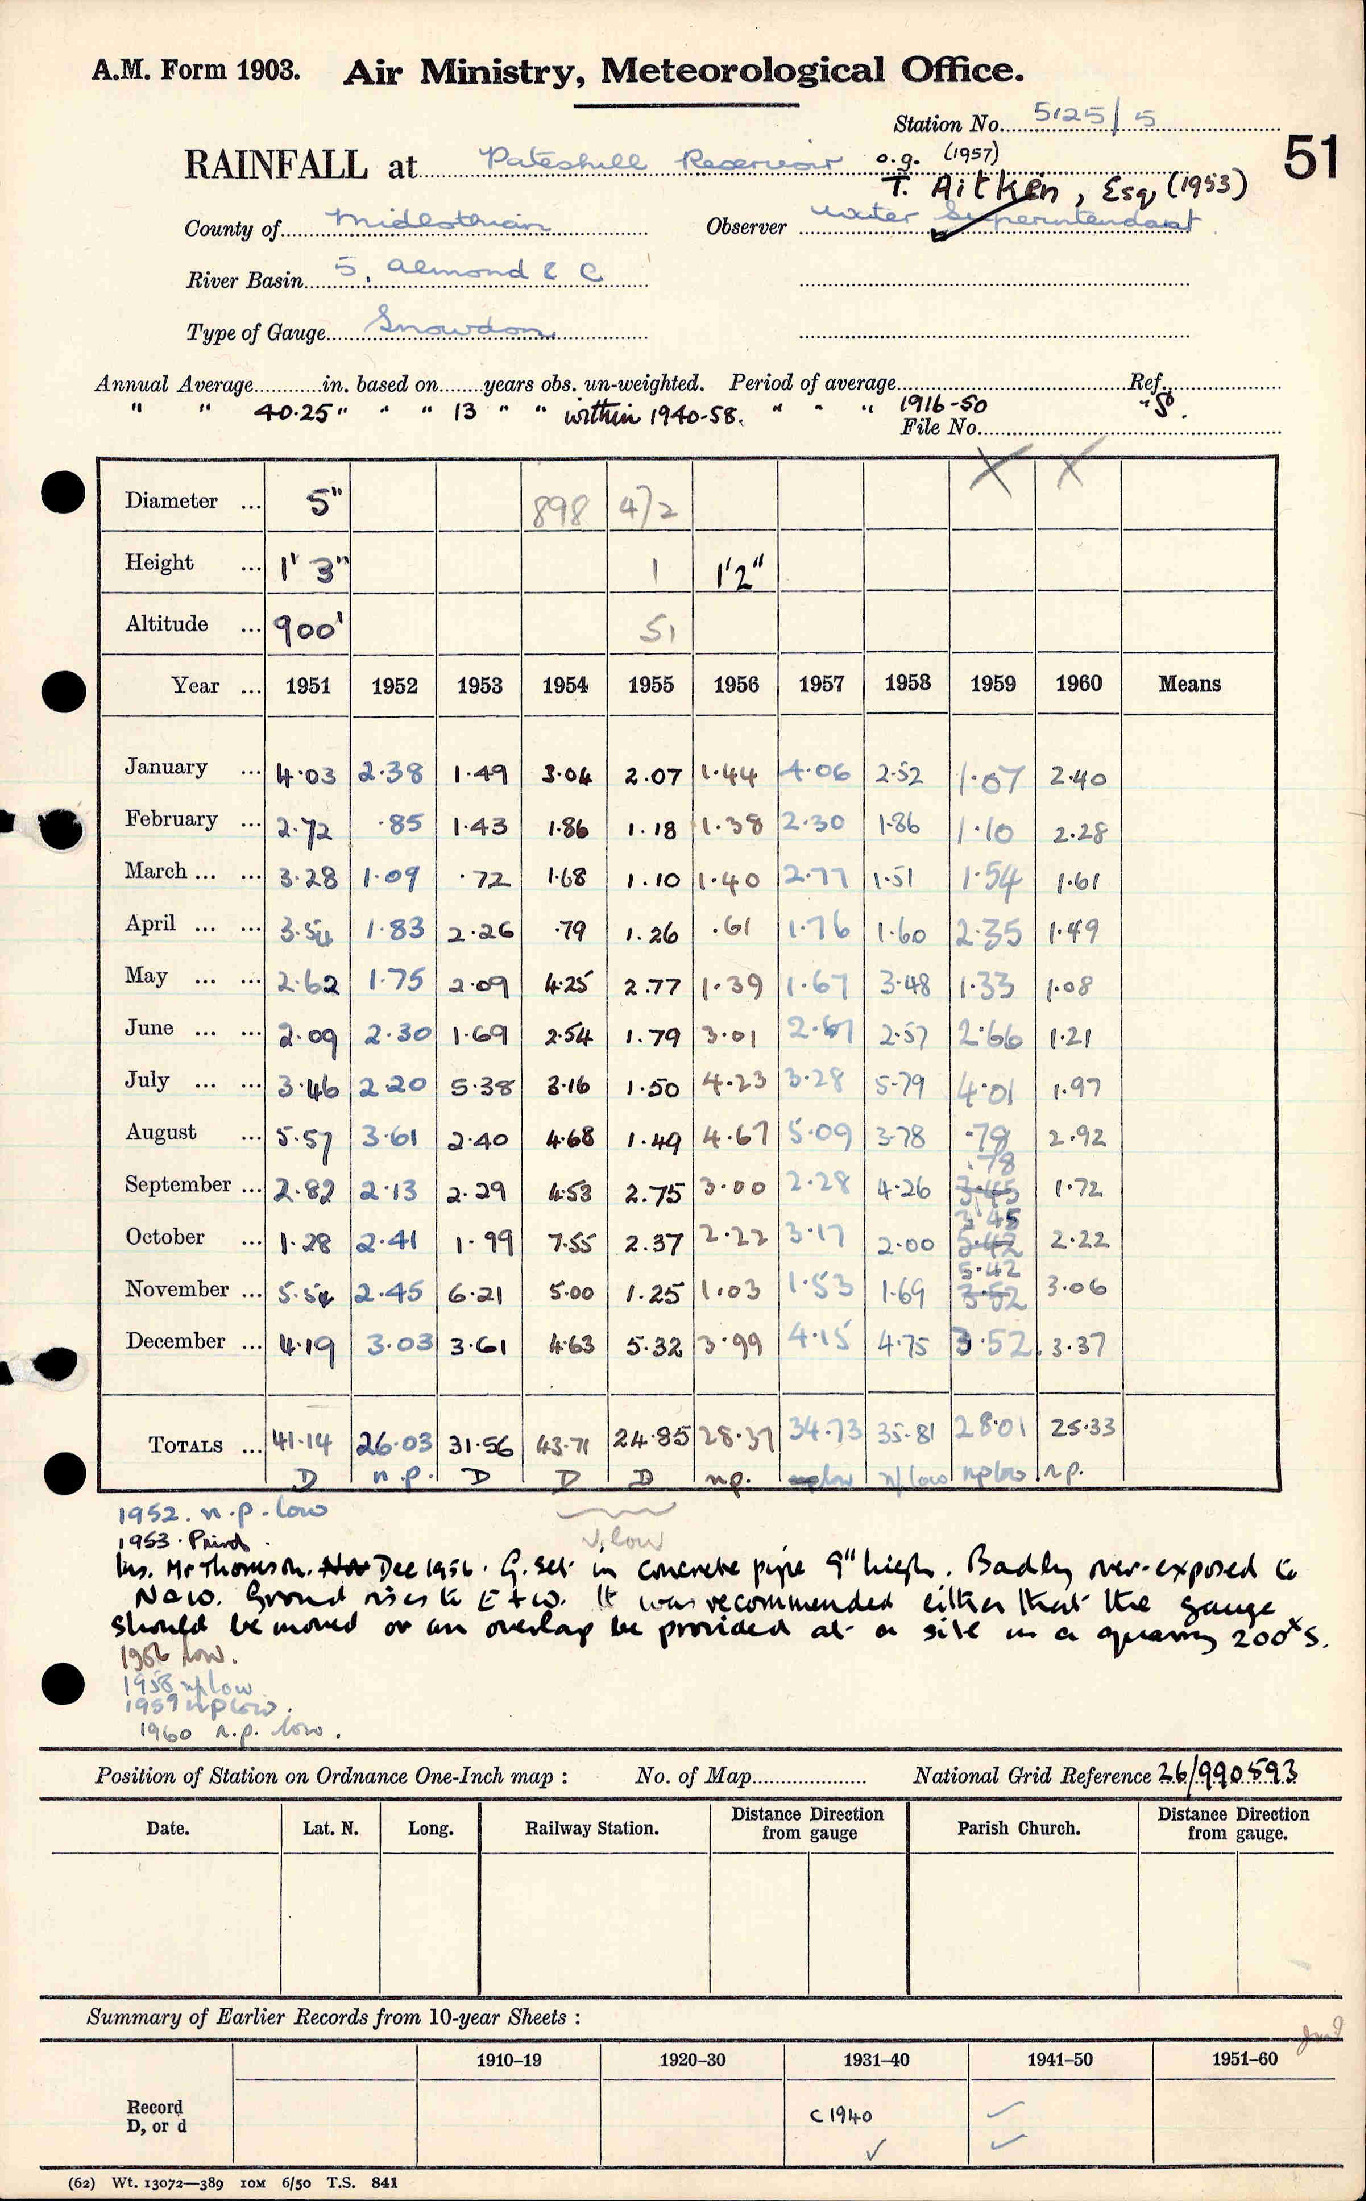 A.M. Form 1903. Air Ministry, Meteorological Office.
Station No. 5125/5
51
RAINFALL at Pateshill Reservoir o.g. (1957)
T. Aitken, Esq (1953)
County of Midlothian Observer Water Superintendent.
River Basin 5. Almond & C
Type of Gauge Snowdon
Annual Average in. based on years obs. un-weighted. Period of average Ref.
" " 40.25" " " 13 " " within 1940-58. " " " 1916-50 "S".
File No.
Diameter ... 5" 898 4/2
Height ... 1' 3" 1 1'2"
Altitude ... 900' 51
Year ... 1951 1952 1953 1954 1955 1956 1957 1958 1959 1960 Means
January ... 4.03 2.38 1.49 3.04 2.07 1.44 4.06 2.52 1.07 2.40
February ... 2.72 .85 1.43 1.86 1.18 1.38 2.30 1.86 1.10 2.28
March ... ... 3.28 1.09 .72 1.68 1.10 1.40 2.77 1.51 1.54 1.61
April ... ... 3.54 1.83 2.26 .79 1.26 .61 1.76 1.60 2.35 1.49
May ... ... 2.62 1.75 2.09 4.25 2.77 1.39 1.67 3.48 1.33 1.08
June ... ... 2.09 2.30 1.69 2.54 1.79 3.01 2.67 2.57 2.66 1.21
July ... ... 3.46 2.20 5.38 3.16 1.50 4.23 3.28 5.79 4.01 1.97
August ... 5.57 3.61 2.40 4.68 1.49 4.67 5.09 3.78 .78 2.92
.78
September ... 2.82 2.13 2.29 4.53 2.75 3.00 2.28 4.26 3.45 1.72
3.45
October ... 1.28 2.41 1.99 7.55 2.37 2.22 3.17 2.00 5.42 2.22
5.42
November ... 5.54 2.45 6.21 5.00 1.25 1.03 1.53 1.69 3.52 3.06
December ... 4.19 3.03 3.61 4.63 5.32 3.99 4.15 4.75 3.52 3.37
TOTALS ... 41.14 26.03 31.56 43.71 24.85 28.37 34.73 35.81 28.01 25.33
D n.p. D D D n.p. low n/low np low n.p.
1952. n.p. low
1953. Paired. v. low
Ins. Mr Thomson. Nov Dec 1956. G. set in concrete pipe 9" high. Badly over-exposed to
N & W. Ground rises to E & W. It was recommended either that the gauge
should be moved or an overlap be provided at a site in a quarry 200x S.
1956 low.
1958 n/p low
1959 np low.
1960 n.p. low.
Position of Station on Ordnance One-Inch map : No. of Map National Grid Reference 26/990593
Date. Lat. N. Long. Railway Station. Distance Direction from gauge Parish Church. Distance Direction from gauge.
Summary of Earlier Records from 10-year Sheets :
1910–19 1920–30 1931–40 1941–50 1951–60
Record
D, or d
c 1940 ✓
✓ ✓
(62) Wt. 13072—389 10M 6/50 T.S. 841